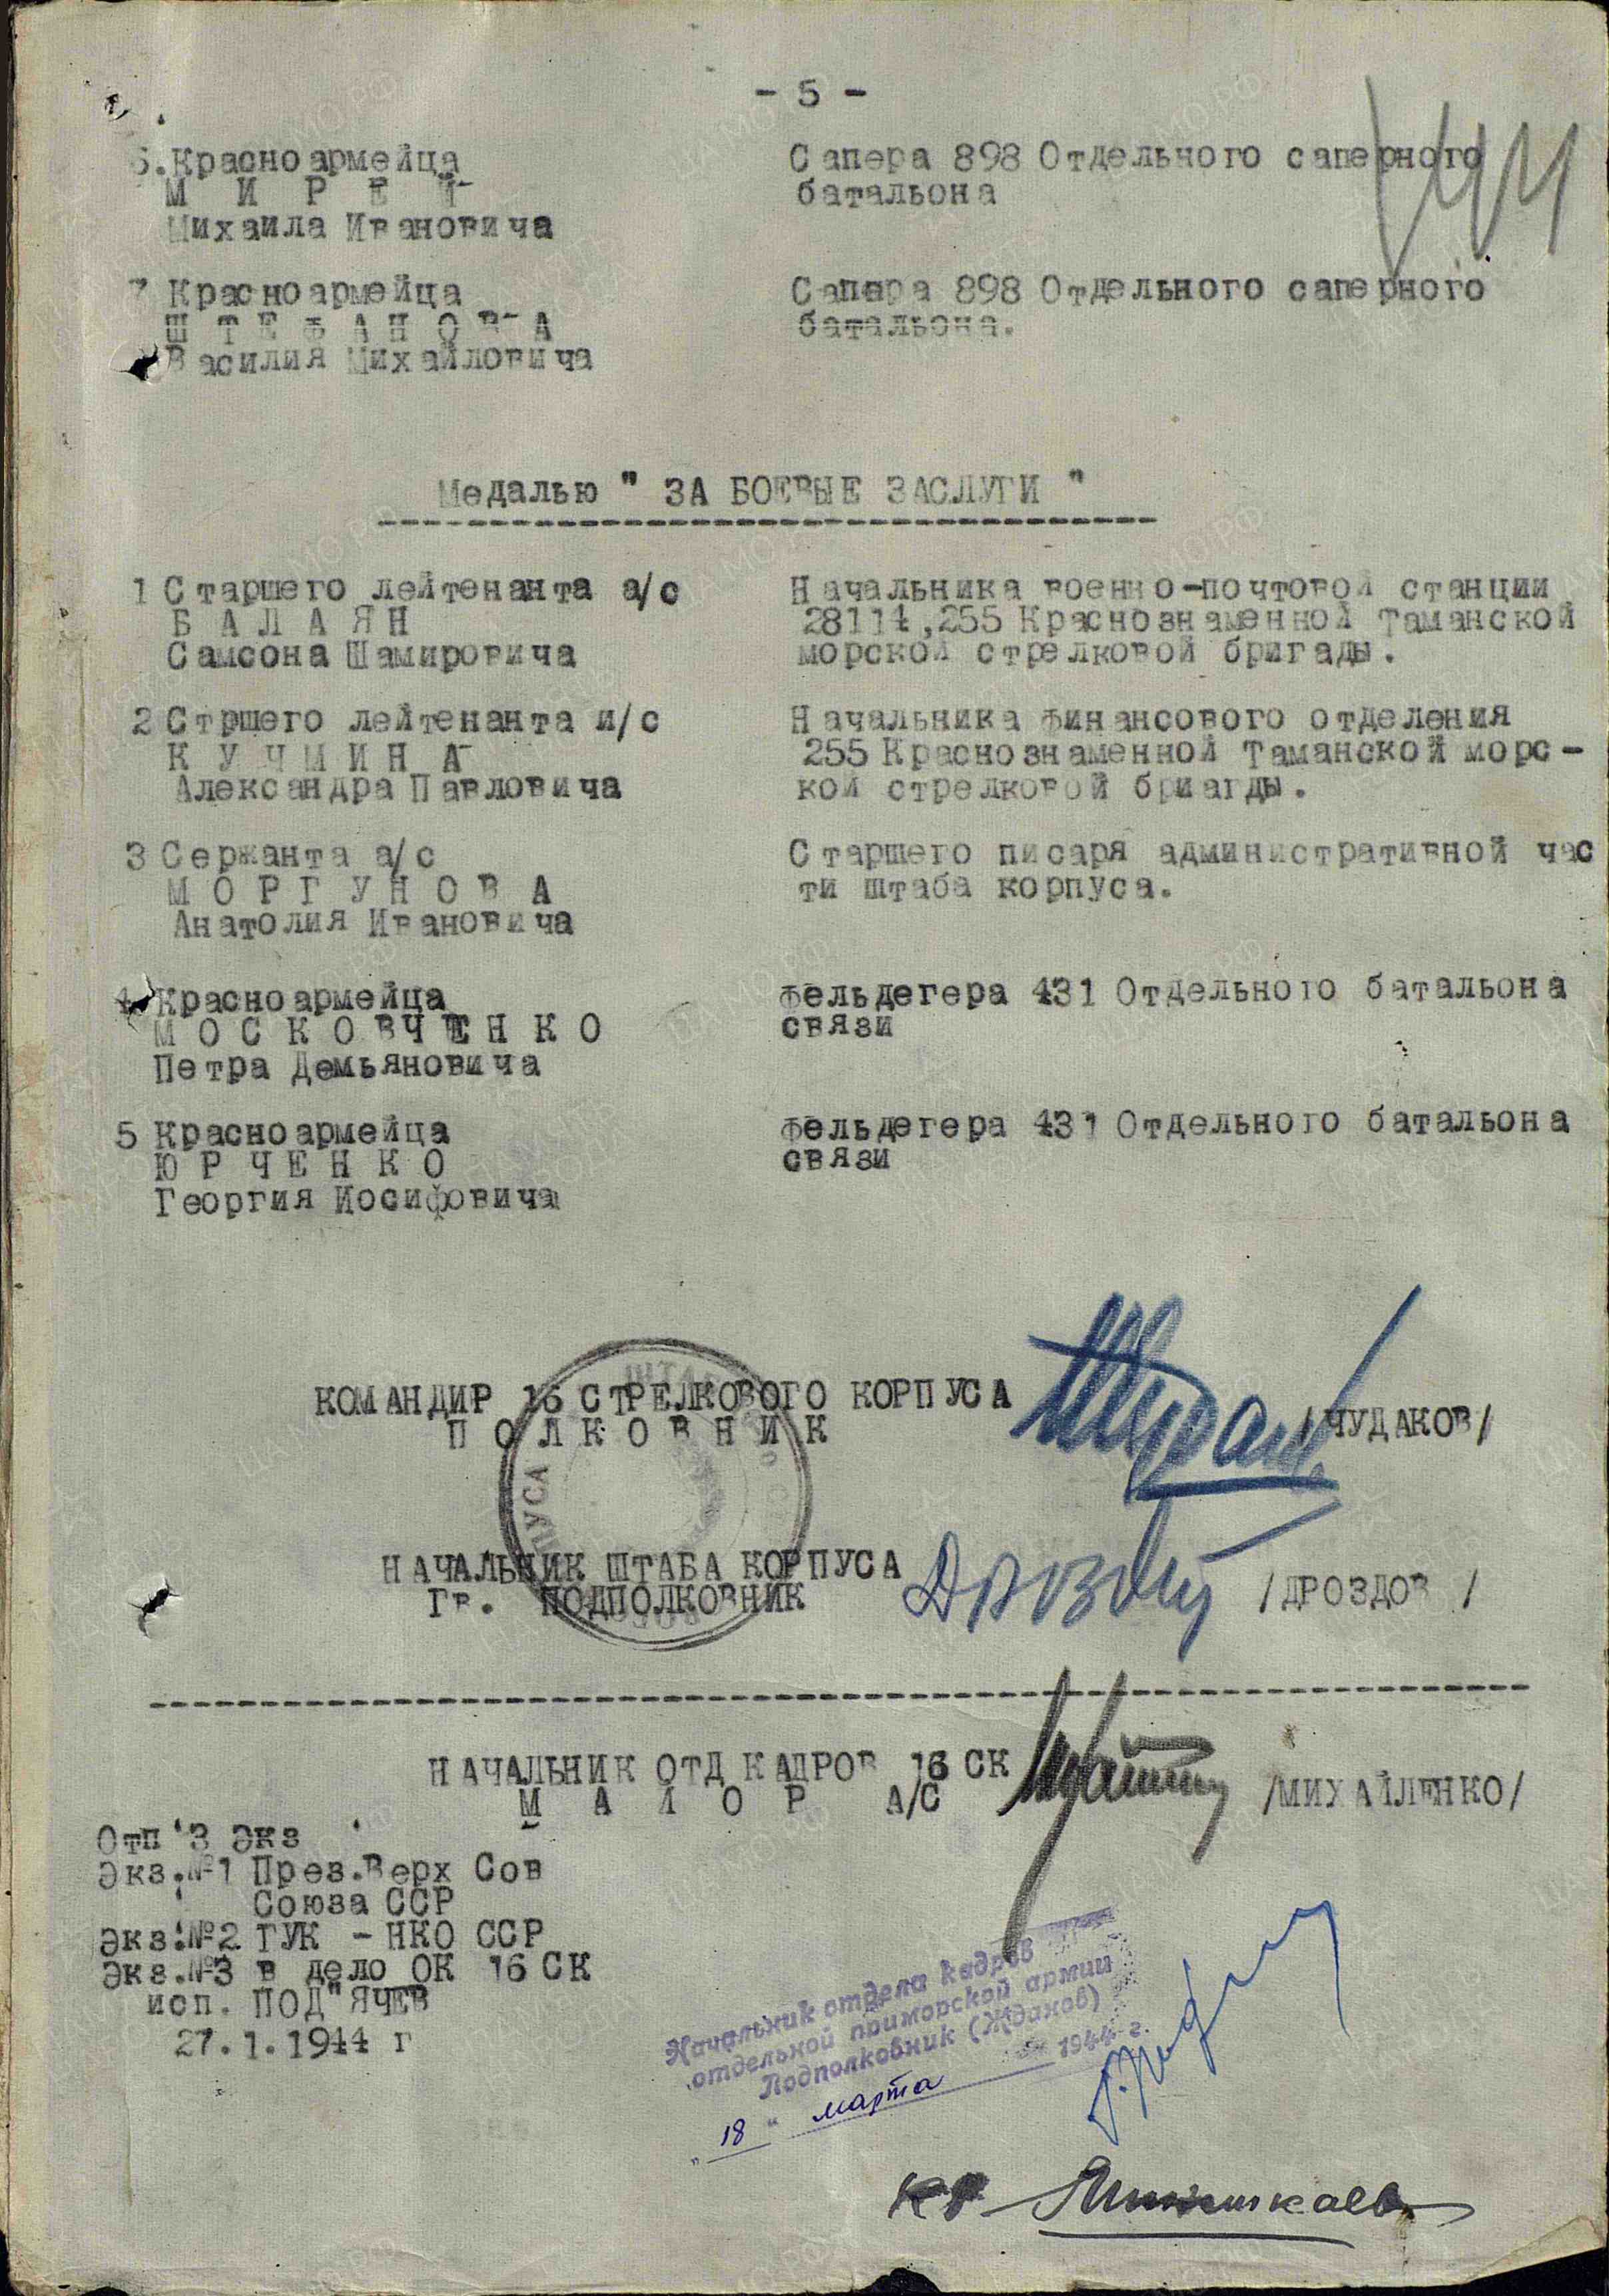 - 5 -
6. Красноармейца
М И Р Е Т
Михаила Ивановича
Сапера 898 Отдельного саперного
батальона
7 Красноармейца
Ш Т Е Ф А Н О В А
Василия Михайловича
Сапера 898 Отдельного саперного
батальона.
Медалью " ЗА БОЕВЫЕ ЗАСЛУГИ "
1 Старшего лейтенанта а/с
Б А Л А Я Н
Самсона Шамировича
Начальника военно-почтовой станции
28114,255 Краснознаменной Таманской
морской стрелковой бригады.
2 Стршего лейтенанта и/с
К У Ч М И Н А
Александра Павловича
Начальника финансового отделения
255 Краснознаменной Таманской морс-
кой стрелковой бриагды.
3 Сержанта а/с
М О Р Г У Н О В А
Анатолия Ивановича
Старшего писаря административной час
ти штаба корпуса.
4 Красноармейца
М О С К О В Ч Е Н К О
Петра Демьяновича
Фельдегера 431 Отдельного батальона
связи
5 Красноармейца
Ю Р Ч Е Н К О
Георгия Иосифовича
Фельдегера 431 Отдельного батальона
связи
КОМАНДИР 16 СТРЕЛКОВОГО КОРПУСА
П О Л К О В Н И К
/ЧУДАКОВ/
НАЧАЛЬНИК ШТАБА КОРПУСА
Гв. ПОДПОЛКОВНИК
/ДРОЗДОВ /
НАЧАЛЬНИК ОТД КАДРОВ 16 СК
М А Й О Р А/С
/МИХАЙЛЕНКО/
Отп 3 Экз
Экз.№1 През.Верх Сов
Союза ССР
Экз.№2 ГУК - НКО ССР
Экз.№3 в дело ОК 16 СК
исп. ПОД"ЯЧЕВ
27.1.1944 г
Начальник отдела кадров
отдельной приморской армии
Подполковник (Жданов)
"18" марта 1944 г.